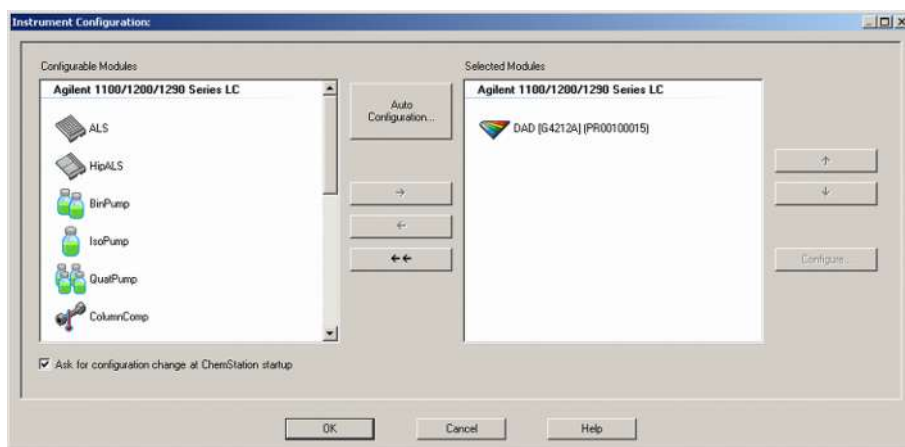 Instrument Configuration:
Configurable Modules
Agilent 1100/1200/1290 Series LC
ALS
HipALS
BinPump
IsoPump
QuatPump
ColumnComp
Ask for configuration change at ChemStation startup
Auto
Configuration...
→
←
←←
Selected Modules
Agilent 1100/1200/1290 Series LC
DAD [G4212A] (PR00100015)
↑
↓
Configure...
OK
Cancel
Help